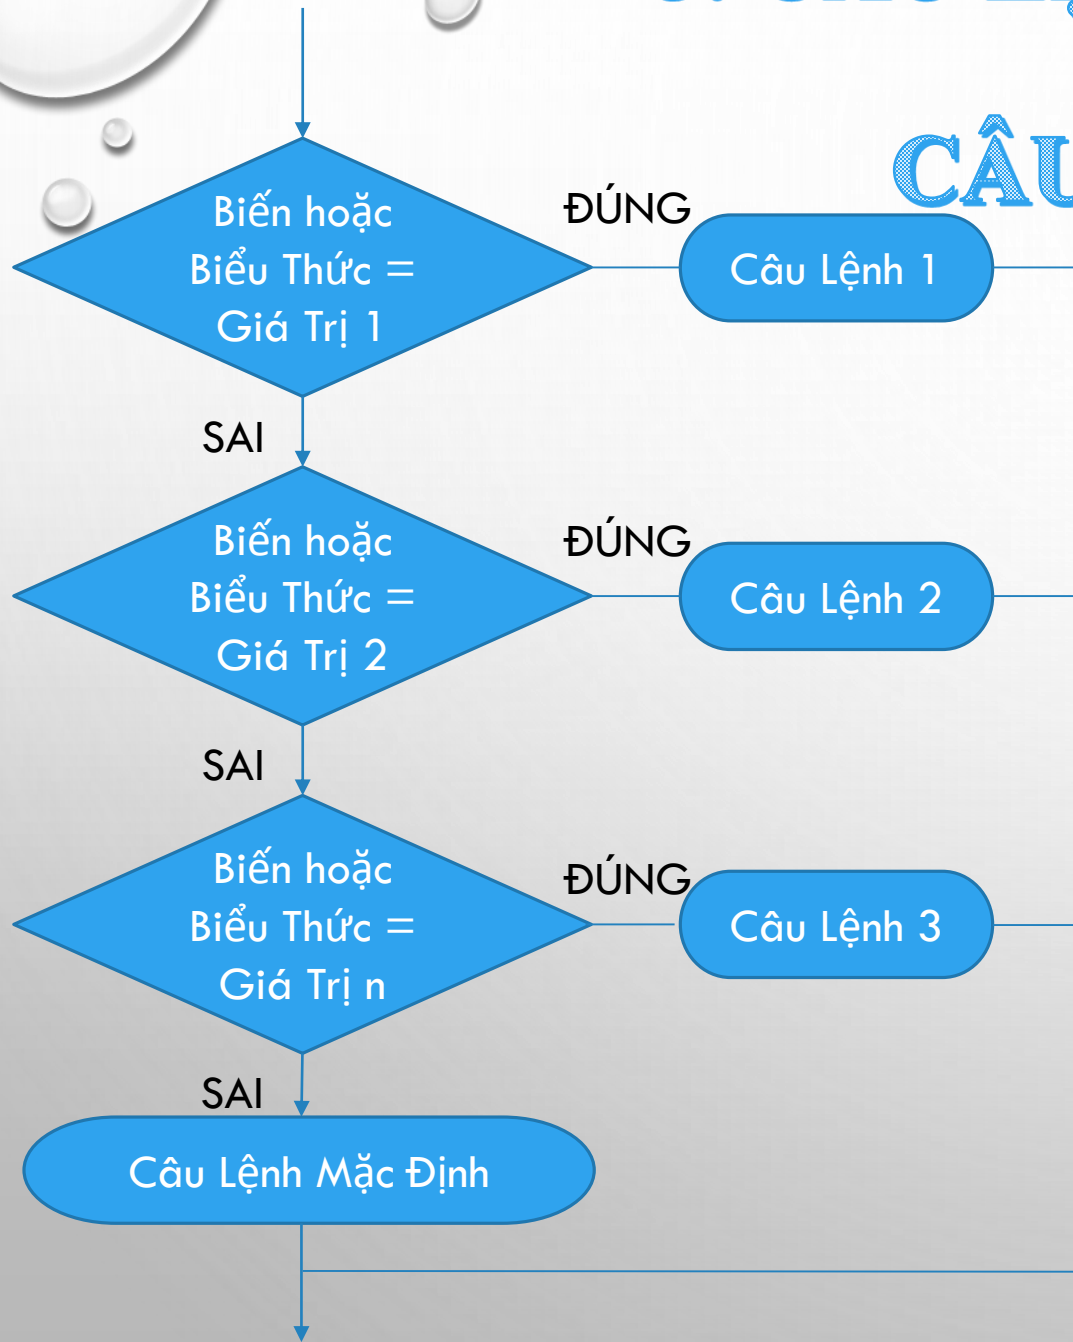 CÂU
Biến hoặc
Biểu Thức =
Giá Trị 1
ĐÚNG
Câu Lệnh 1
SAI
Biến hoặc
Biểu Thức =
Giá Trị 2
ĐÚNG
Câu Lệnh 2
SAI
Biến hoặc
Biểu Thức =
Giá Trị n
ĐÚNG
Câu Lệnh 3
SAI
Câu Lệnh Mặc Định